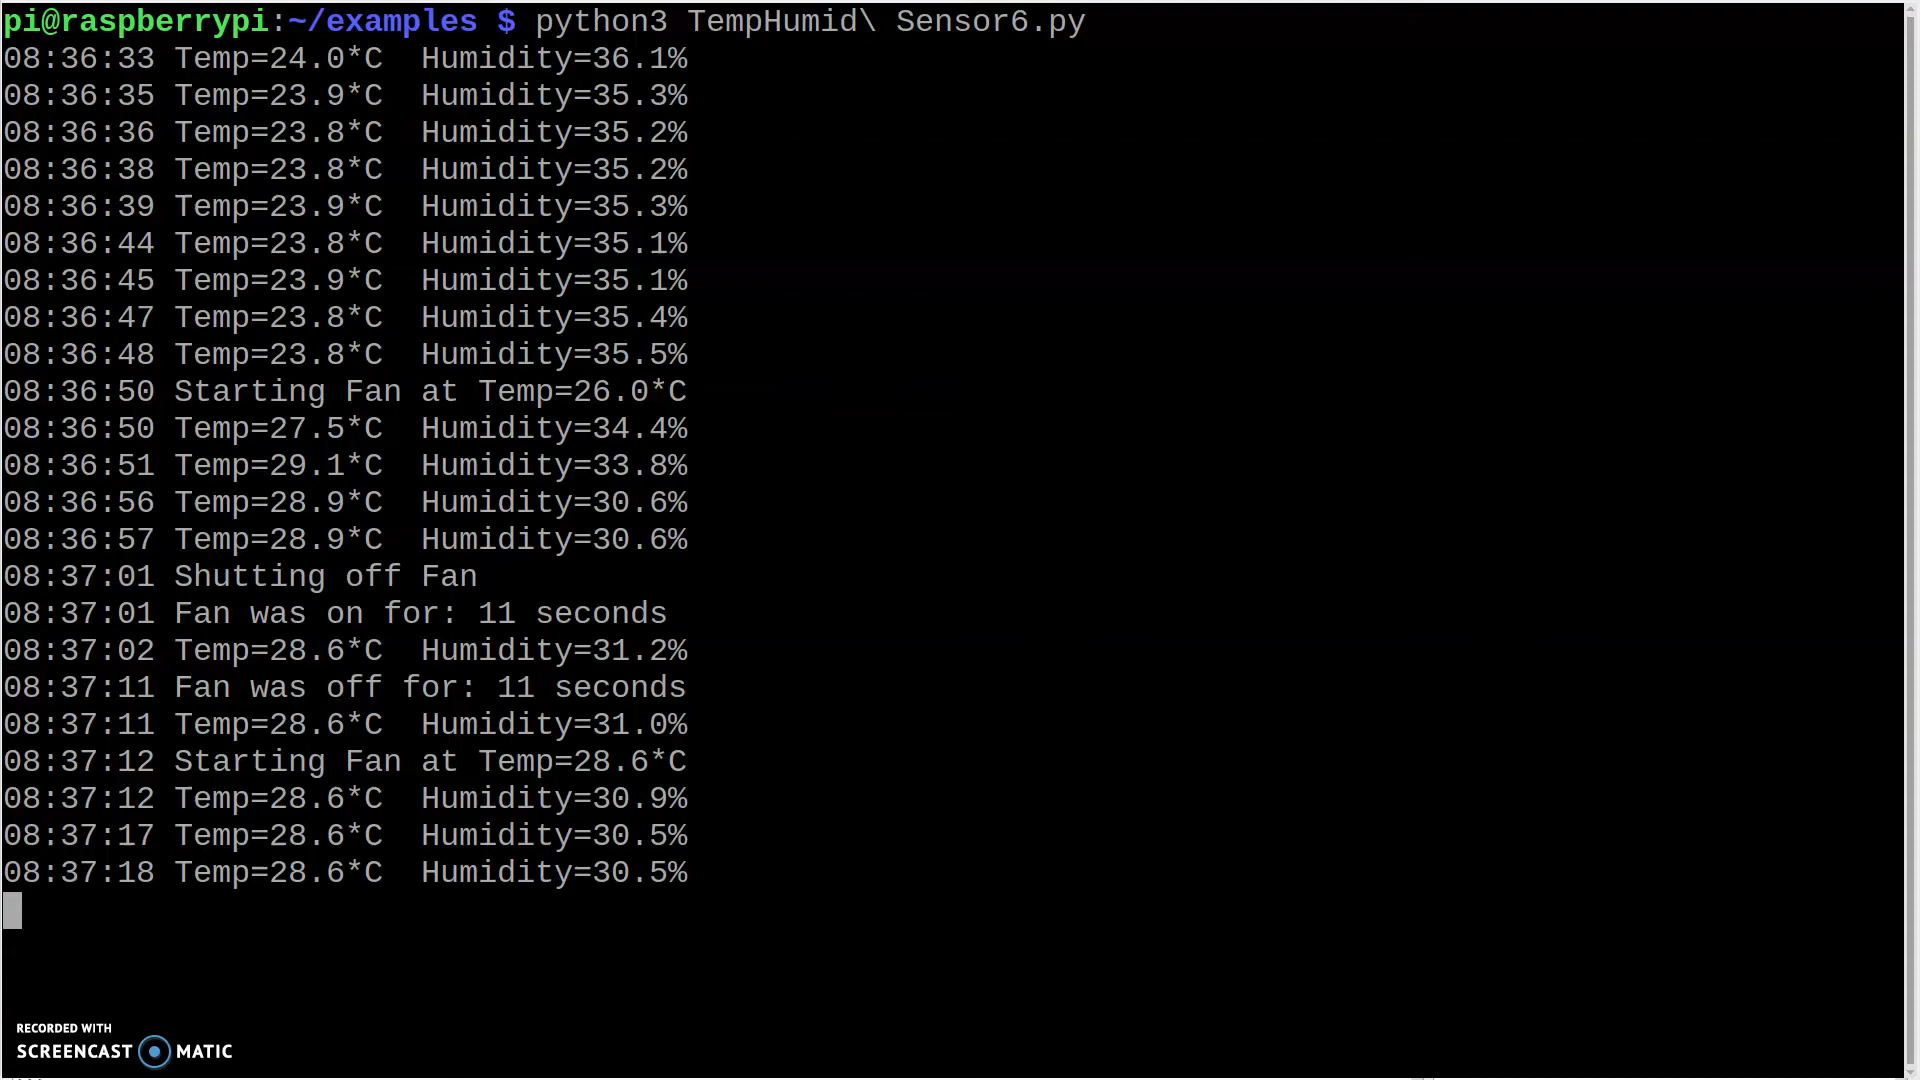 pi@raspberrypi:~/examples $ python3 TempHumid\ Sensor6.py
08:36:33 Temp=24.0*C  Humidity=36.1%
08:36:35 Temp=23.9*C  Humidity=35.3%
08:36:36 Temp=23.8*C  Humidity=35.2%
08:36:38 Temp=23.8*C  Humidity=35.2%
08:36:39 Temp=23.9*C  Humidity=35.3%
08:36:44 Temp=23.8*C  Humidity=35.1%
08:36:45 Temp=23.9*C  Humidity=35.1%
08:36:47 Temp=23.8*C  Humidity=35.4%
08:36:48 Temp=23.8*C  Humidity=35.5%
08:36:50 Starting Fan at Temp=26.0*C
08:36:50 Temp=27.5*C  Humidity=34.4%
08:36:51 Temp=29.1*C  Humidity=33.8%
08:36:56 Temp=28.9*C  Humidity=30.6%
08:36:57 Temp=28.9*C  Humidity=30.6%
08:37:01 Shutting off Fan
08:37:01 Fan was on for: 11 seconds
08:37:02 Temp=28.6*C  Humidity=31.2%
08:37:11 Fan was off for: 11 seconds
08:37:11 Temp=28.6*C  Humidity=31.0%
08:37:12 Starting Fan at Temp=28.6*C
08:37:12 Temp=28.6*C  Humidity=30.9%
08:37:17 Temp=28.6*C  Humidity=30.5%
08:37:18 Temp=28.6*C  Humidity=30.5%
RECORDED WITH
SCREENCAST MATIC